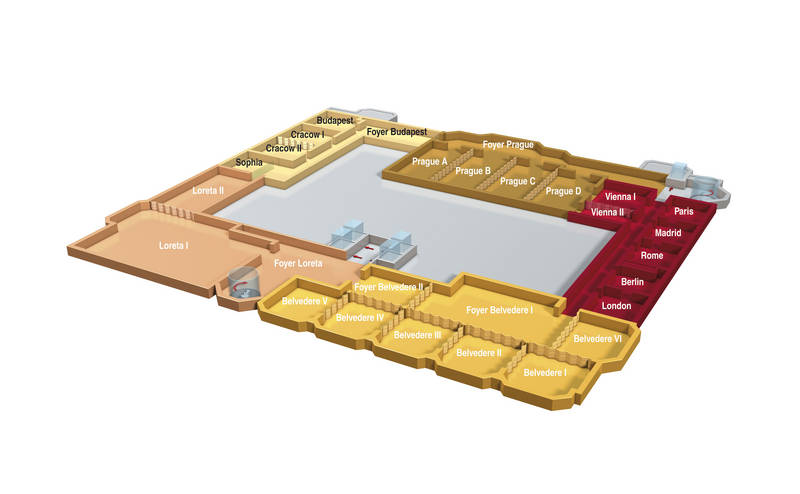 Budapest
Cracow I
Cracow II
Sophia
Foyer Budapest
Foyer Prague
Prague A
Prague B
Prague C
Prague D
Vienna I
Vienna II
Paris
Madrid
Rome
Berlin
London
Loreta II
Loreta I
Foyer Loreta
Foyer Belvedere II
Foyer Belvedere I
Belvedere V
Belvedere IV
Belvedere III
Belvedere II
Belvedere I
Belvedere VI